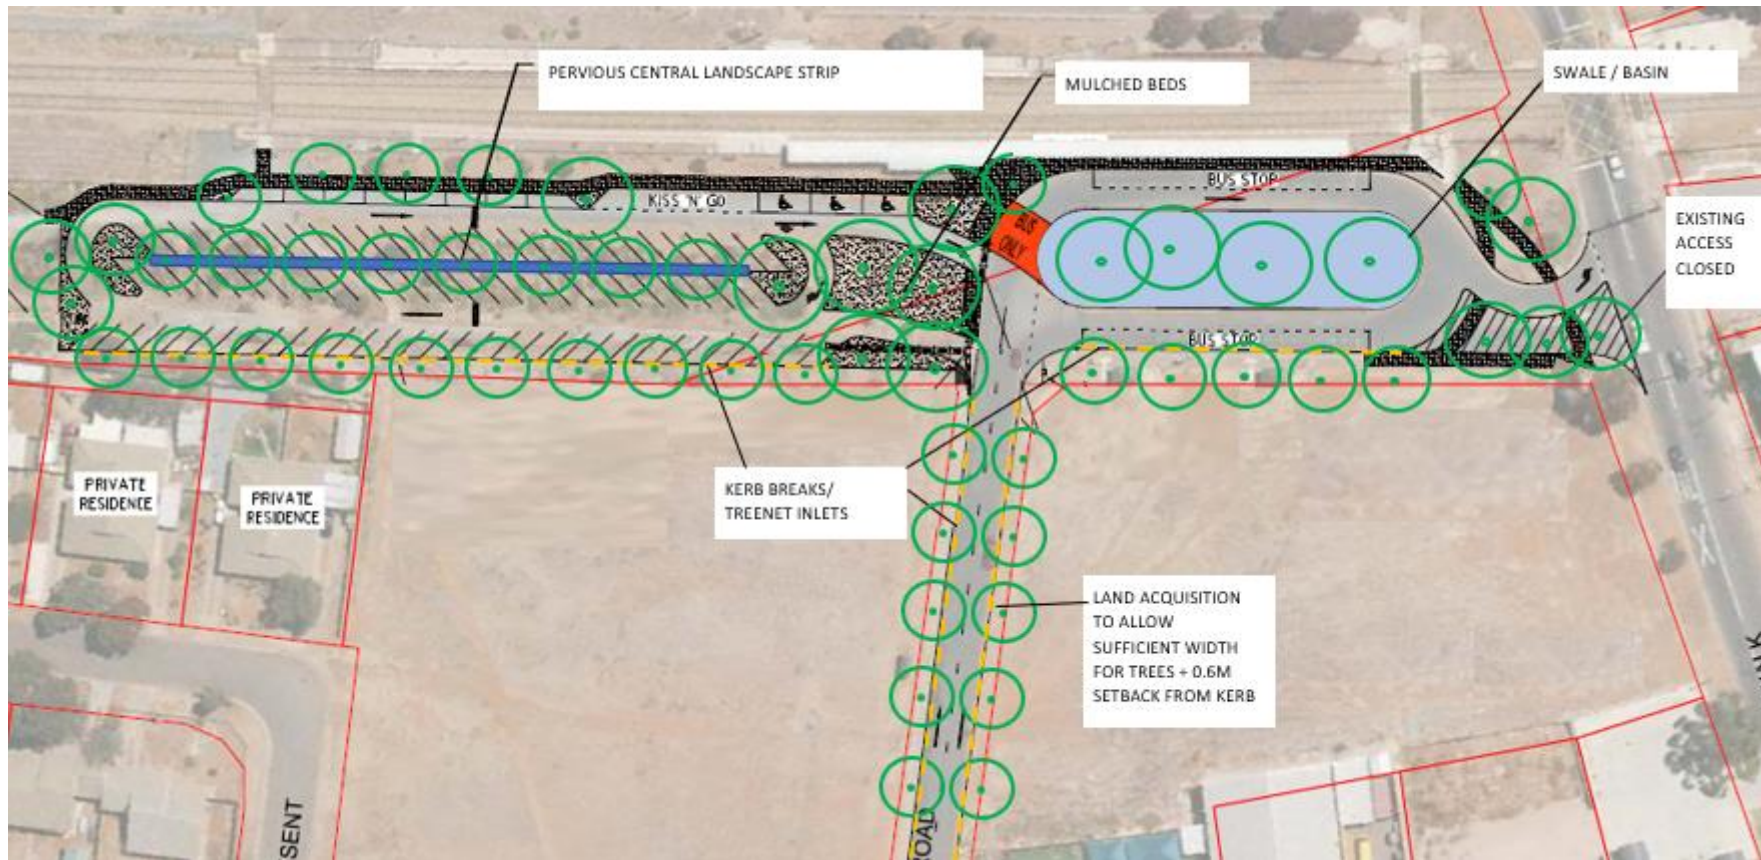 PERVIOUS CENTRAL LANDSCAPE STRIP
MULCHED BEDS
SWALE / BASIN
KISS 'N' GO
BUS STOP
BUS
ONLY
EXISTING
ACCESS
CLOSED
BUS STOP
PRIVATE
RESIDENCE
PRIVATE
RESIDENCE
KERB BREAKS/
TREENET INLETS
LAND ACQUISITION
TO ALLOW
SUFFICIENT WIDTH
FOR TREES + 0.6M
SETBACK FROM KERB
SENT
ROAD